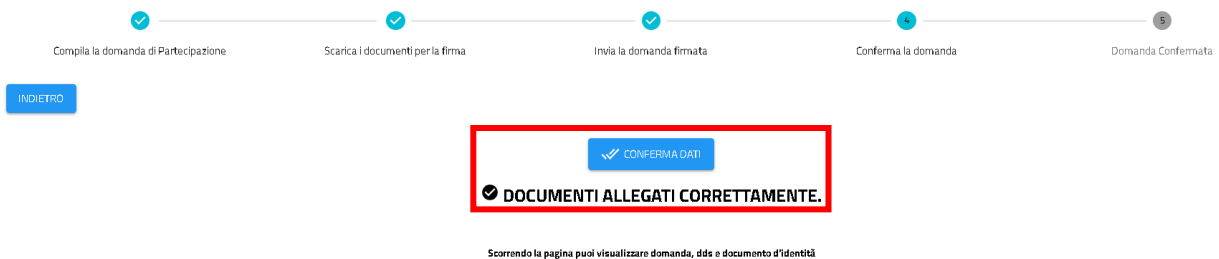 4
5
Compila la domanda di Partecipazione
Scarica i documenti per la firma
Invia la domanda firmata
Conferma la domanda
Domanda Confermata
INDIETRO
CONFERMA DATI
DOCUMENTI ALLEGATI CORRETTAMENTE.
Scorrendo la pagina puoi visualizzare domanda, dds e documento d'identità